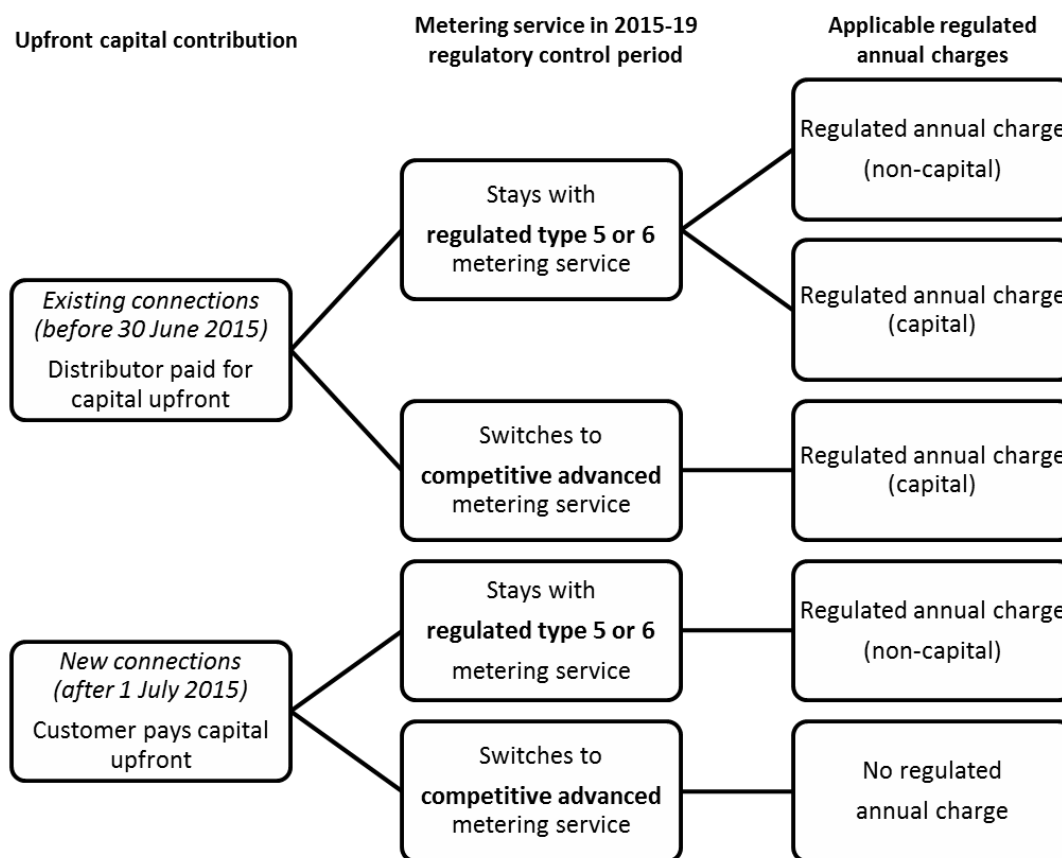 Upfront capital contribution
Metering service in 2015-19
regulatory control period
Applicable regulated
annual charges
Existing connections
(before 30 June 2015)
Distributor paid for
capital upfront
Stays with
regulated type 5 or 6
metering service
Regulated annual charge
(non-capital)
Regulated annual charge
(capital)
Switches to
competitive advanced
metering service
Regulated annual charge
(capital)
New connections
(after 1 July 2015)
Customer pays capital
upfront
Stays with
regulated type 5 or 6
metering service
Regulated annual charge
(non-capital)
Switches to
competitive advanced
metering service
No regulated
annual charge